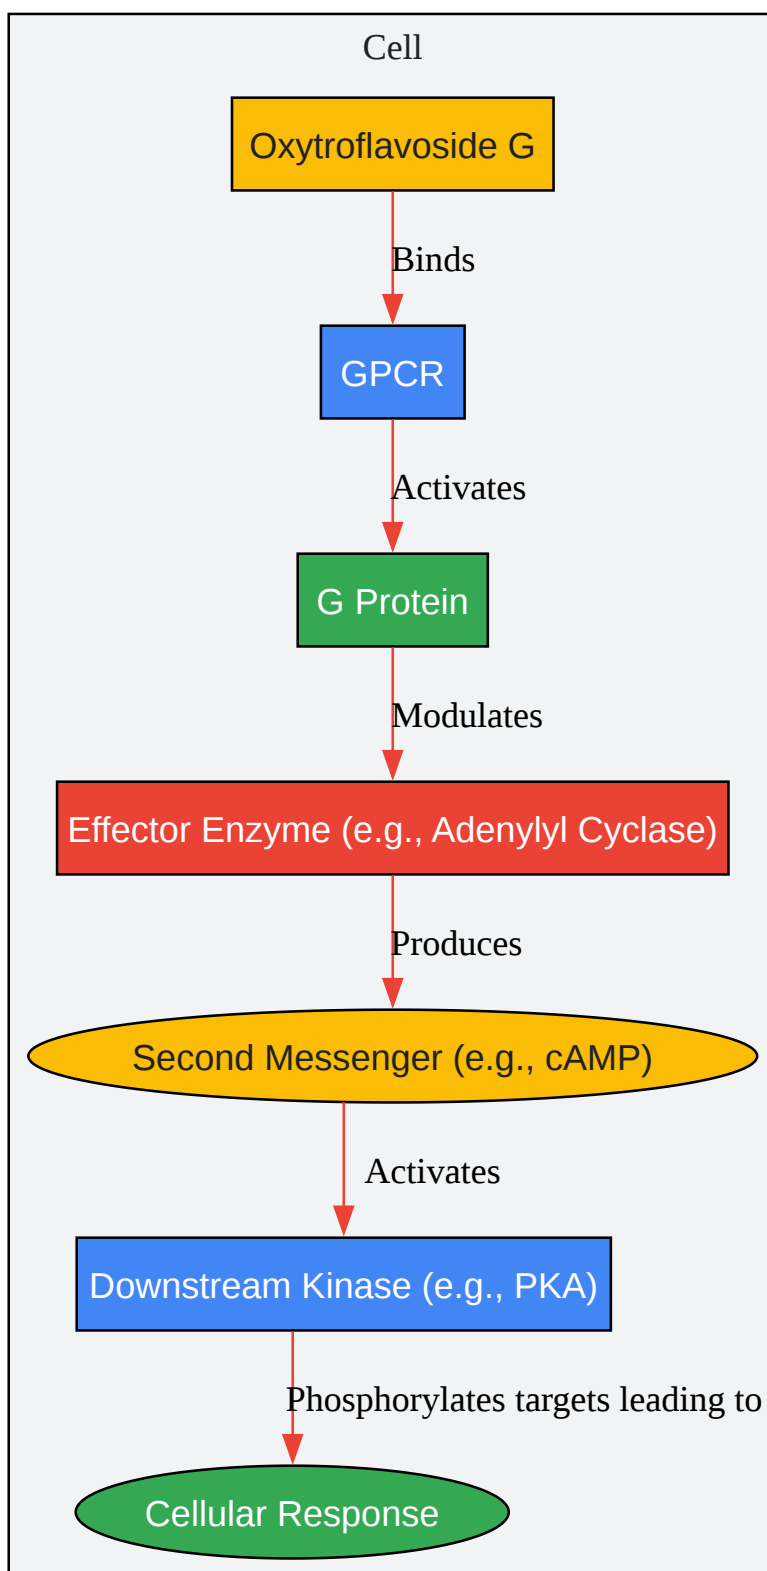 Cell
Oxytroflavoside G
Binds
GPCR
Activates
G Protein
Modulates
Effector Enzyme (e.g., Adenylyl Cyclase)
Produces
Second Messenger (e.g., cAMP)
Activates
Downstream Kinase (e.g., PKA)
Phosphorylates targets leading to
Cellular Response